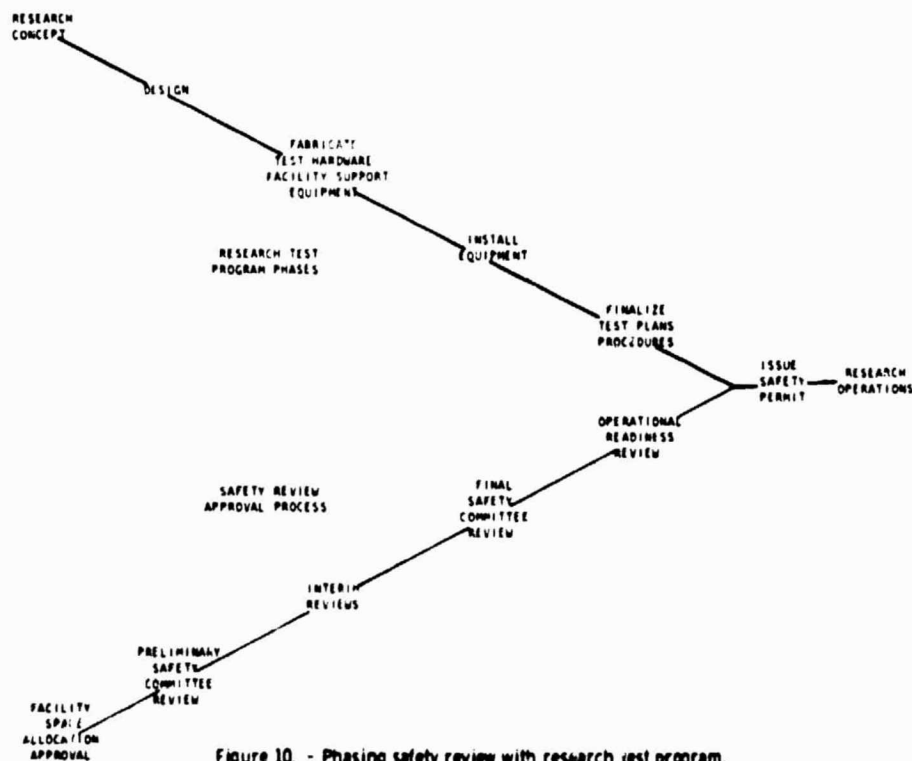 RESEARCH
CONCEPT
DESIGN
FABRICATE
TEST HARDWARE
FACILITY SUPPORT
EQUIPMENT
INSTALL
EQUIPMENT
RESEARCH TEST
PROGRAM PHASES
FINALIZE
TEST PLANS
PROCEDURES
ISSUE
SAFETY
PERMIT
RESEARCH
OPERATIONS
OPERATIONAL
READINESS
REVIEW
SAFETY REVIEW
APPROVAL PROCESS
FINAL
SAFETY
COMMITTEE
REVIEW
INTERIM
REVIEWS
PRELIMINARY
SAFETY
COMMITTEE
REVIEW
FACILITY
SPACE
ALLOCATION
APPROVAL
Figure 10. - Phasing safety review with research test program.